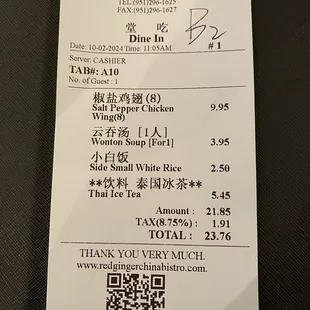 TEL:(951)296-1625
FAX:(951)296-1627
堂 吃
B2
Dine In
# 1
Date: 10-02-2024 Time: 11:05AM
Server: CASHIER
TAB#: A10
No. of Guest : 1
椒盐鸡翅(8)
Salt Pepper Chicken 9.95
Wing(8)
云吞汤 [1人]
Wonton Soup [For1] 3.95
小白饭
Side Small White Rice 2.50
**饮料 泰国冰茶**
Thai Ice Tea 5.45
Amount : 21.85
TAX(8.75%) : 1.91
TOTAL : 23.76
THANK YOU VERY MUCH.
www.redgingerchinabistro.com.